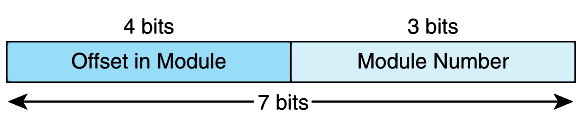 4 bits 3 bits
Offset in Module Module Number
7 bits